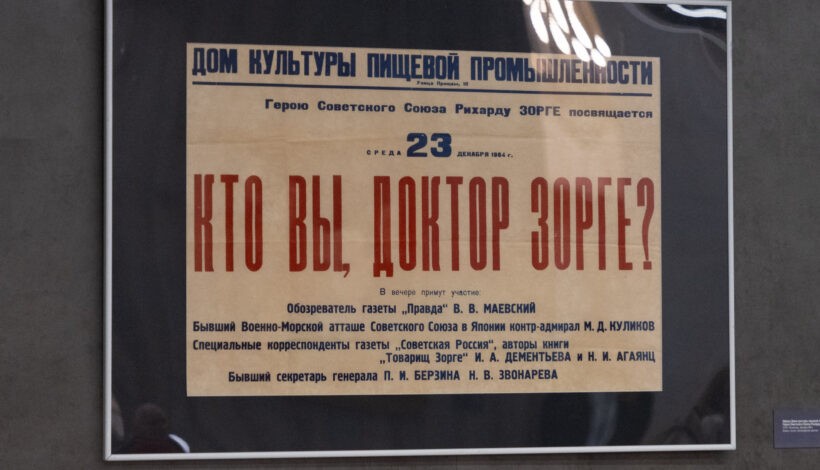 ДОМ КУЛЬТУРЫ ПИЩЕВОЙ ПРОМЫШЛЕННОСТИ
Улица Правды, 10
Герою Советского Союза Рихарду ЗОРГЕ посвящается
СРЕДА 23 ДЕКАБРЯ 1964 г.
КТО ВЫ, ДОКТОР ЗОРГЕ?
В вечере примут участие:
Обозреватель газеты „Правда" В. В. МАЕВСКИЙ
Бывший Военно-Морской атташе Советского Союза в Японии контр-адмирал М. Д. КУЛИКОВ
Специальные корреспонденты газеты „Советская Россия", авторы книги
„Товарищ Зорге" И. А. ДЕМЕНТЬЕВА и Н. И. АГАЯНЦ
Бывший секретарь генерала П. И. БЕРЗИНА Н. В. ЗВОНАРЕВА